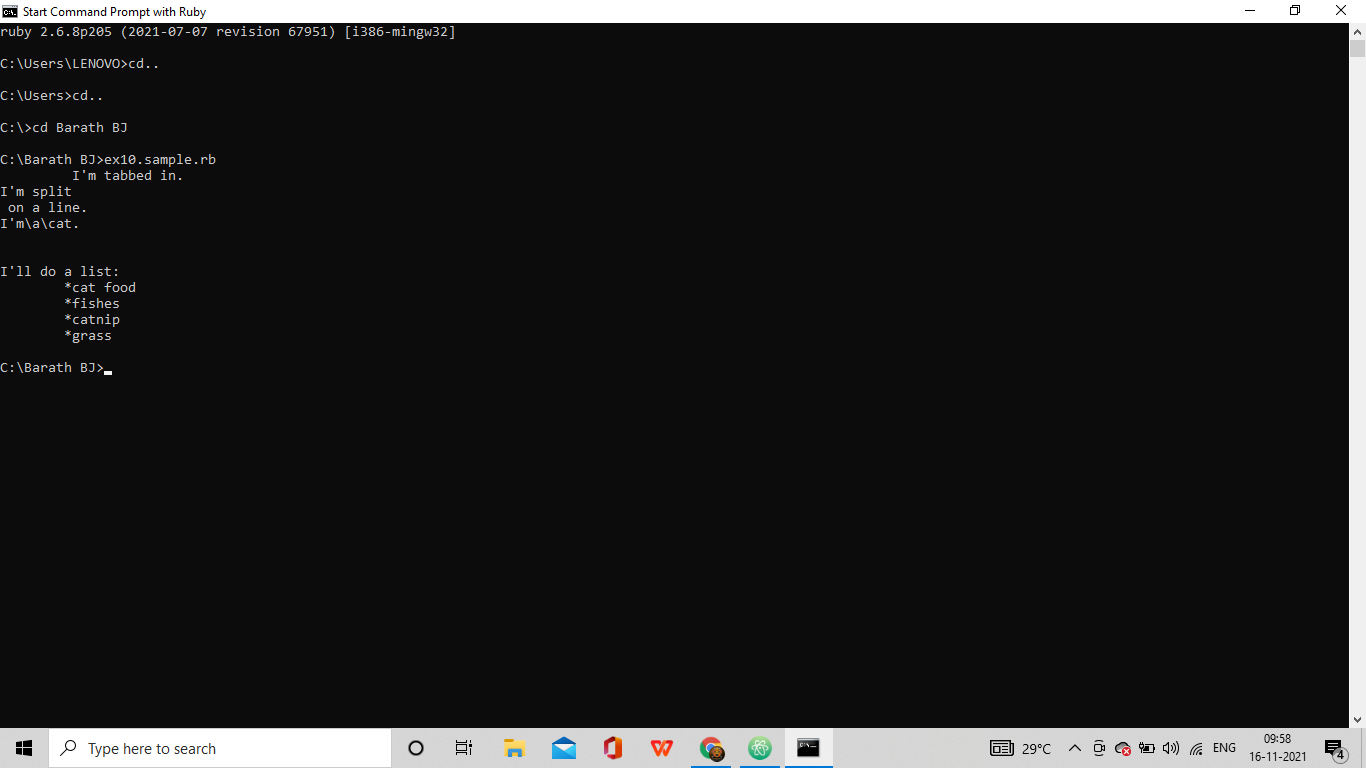 Start Command Prompt with Ruby
ruby 2.6.8p205 (2021-07-07 revision 67951) [i386-mingw32]
C:\Users\LENOVO>cd..
C:\Users>cd..
C:\>cd Barath BJ
C:\Barath BJ>ex10.sample.rb
I'm tabbed in.
I'm split
on a line.
I'm\a\cat.
I'll do a list:
*cat food
*fishes
*catnip
*grass
C:\Barath BJ>
Type here to search
29°C
ENG
09:58
16-11-2021
4